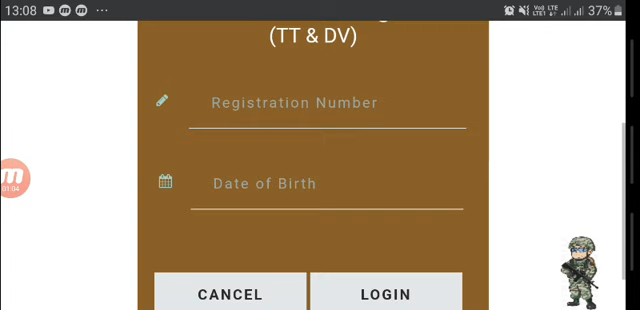 13:08
37%
(TT & DV)
Registration Number
01:04
Date of Birth
CANCEL LOGIN